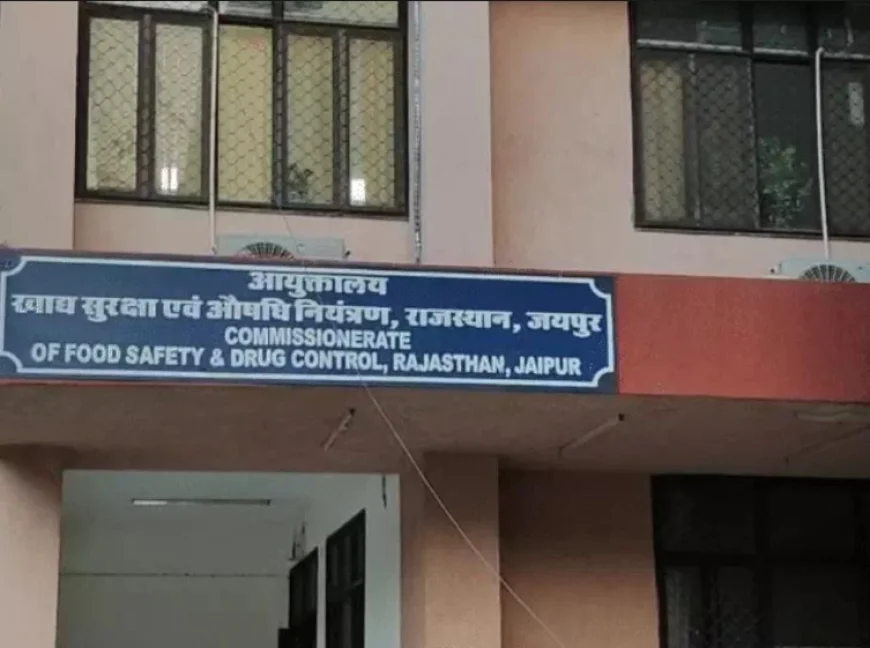 आयुक्तालय
खाद्य सुरक्षा एवं औषधि नियंत्रण, राजस्थान, जयपुर
COMMISSIONERATE
OF FOOD SAFETY & DRUG CONTROL, RAJASTHAN, JAIPUR